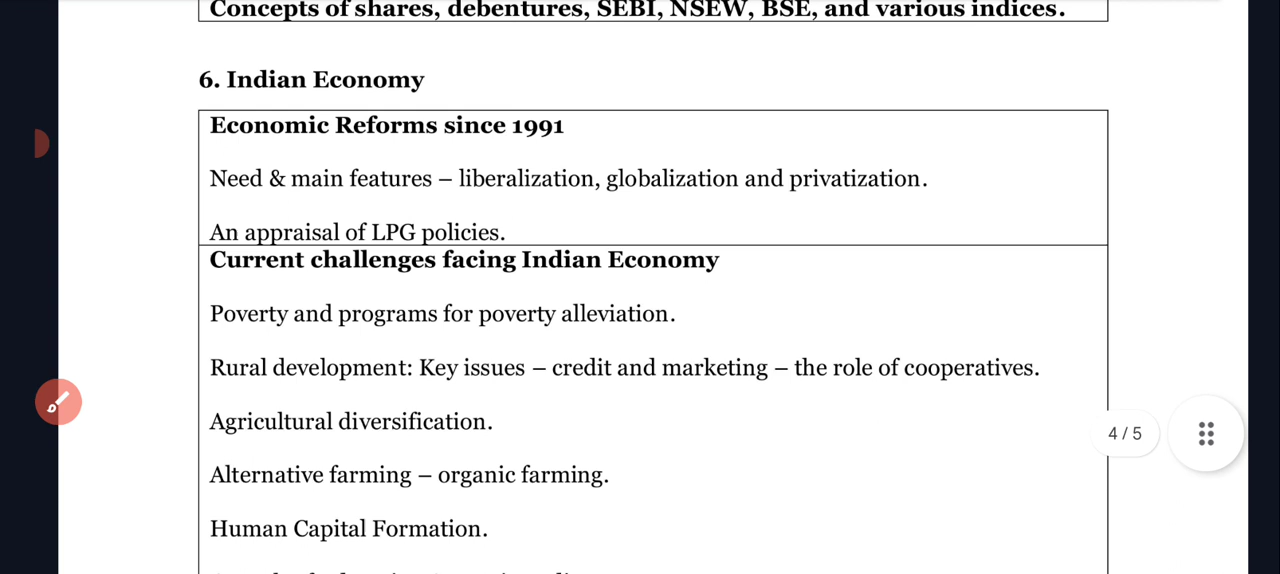 Concepts of shares, debentures, SEBI, NSEW, BSE, and various indices.
6. Indian Economy
Economic Reforms since 1991
Need & main features – liberalization, globalization and privatization.
An appraisal of LPG policies.
Current challenges facing Indian Economy
Poverty and programs for poverty alleviation.
Rural development: Key issues – credit and marketing – the role of cooperatives.
Agricultural diversification.
4 / 5
Alternative farming – organic farming.
Human Capital Formation.